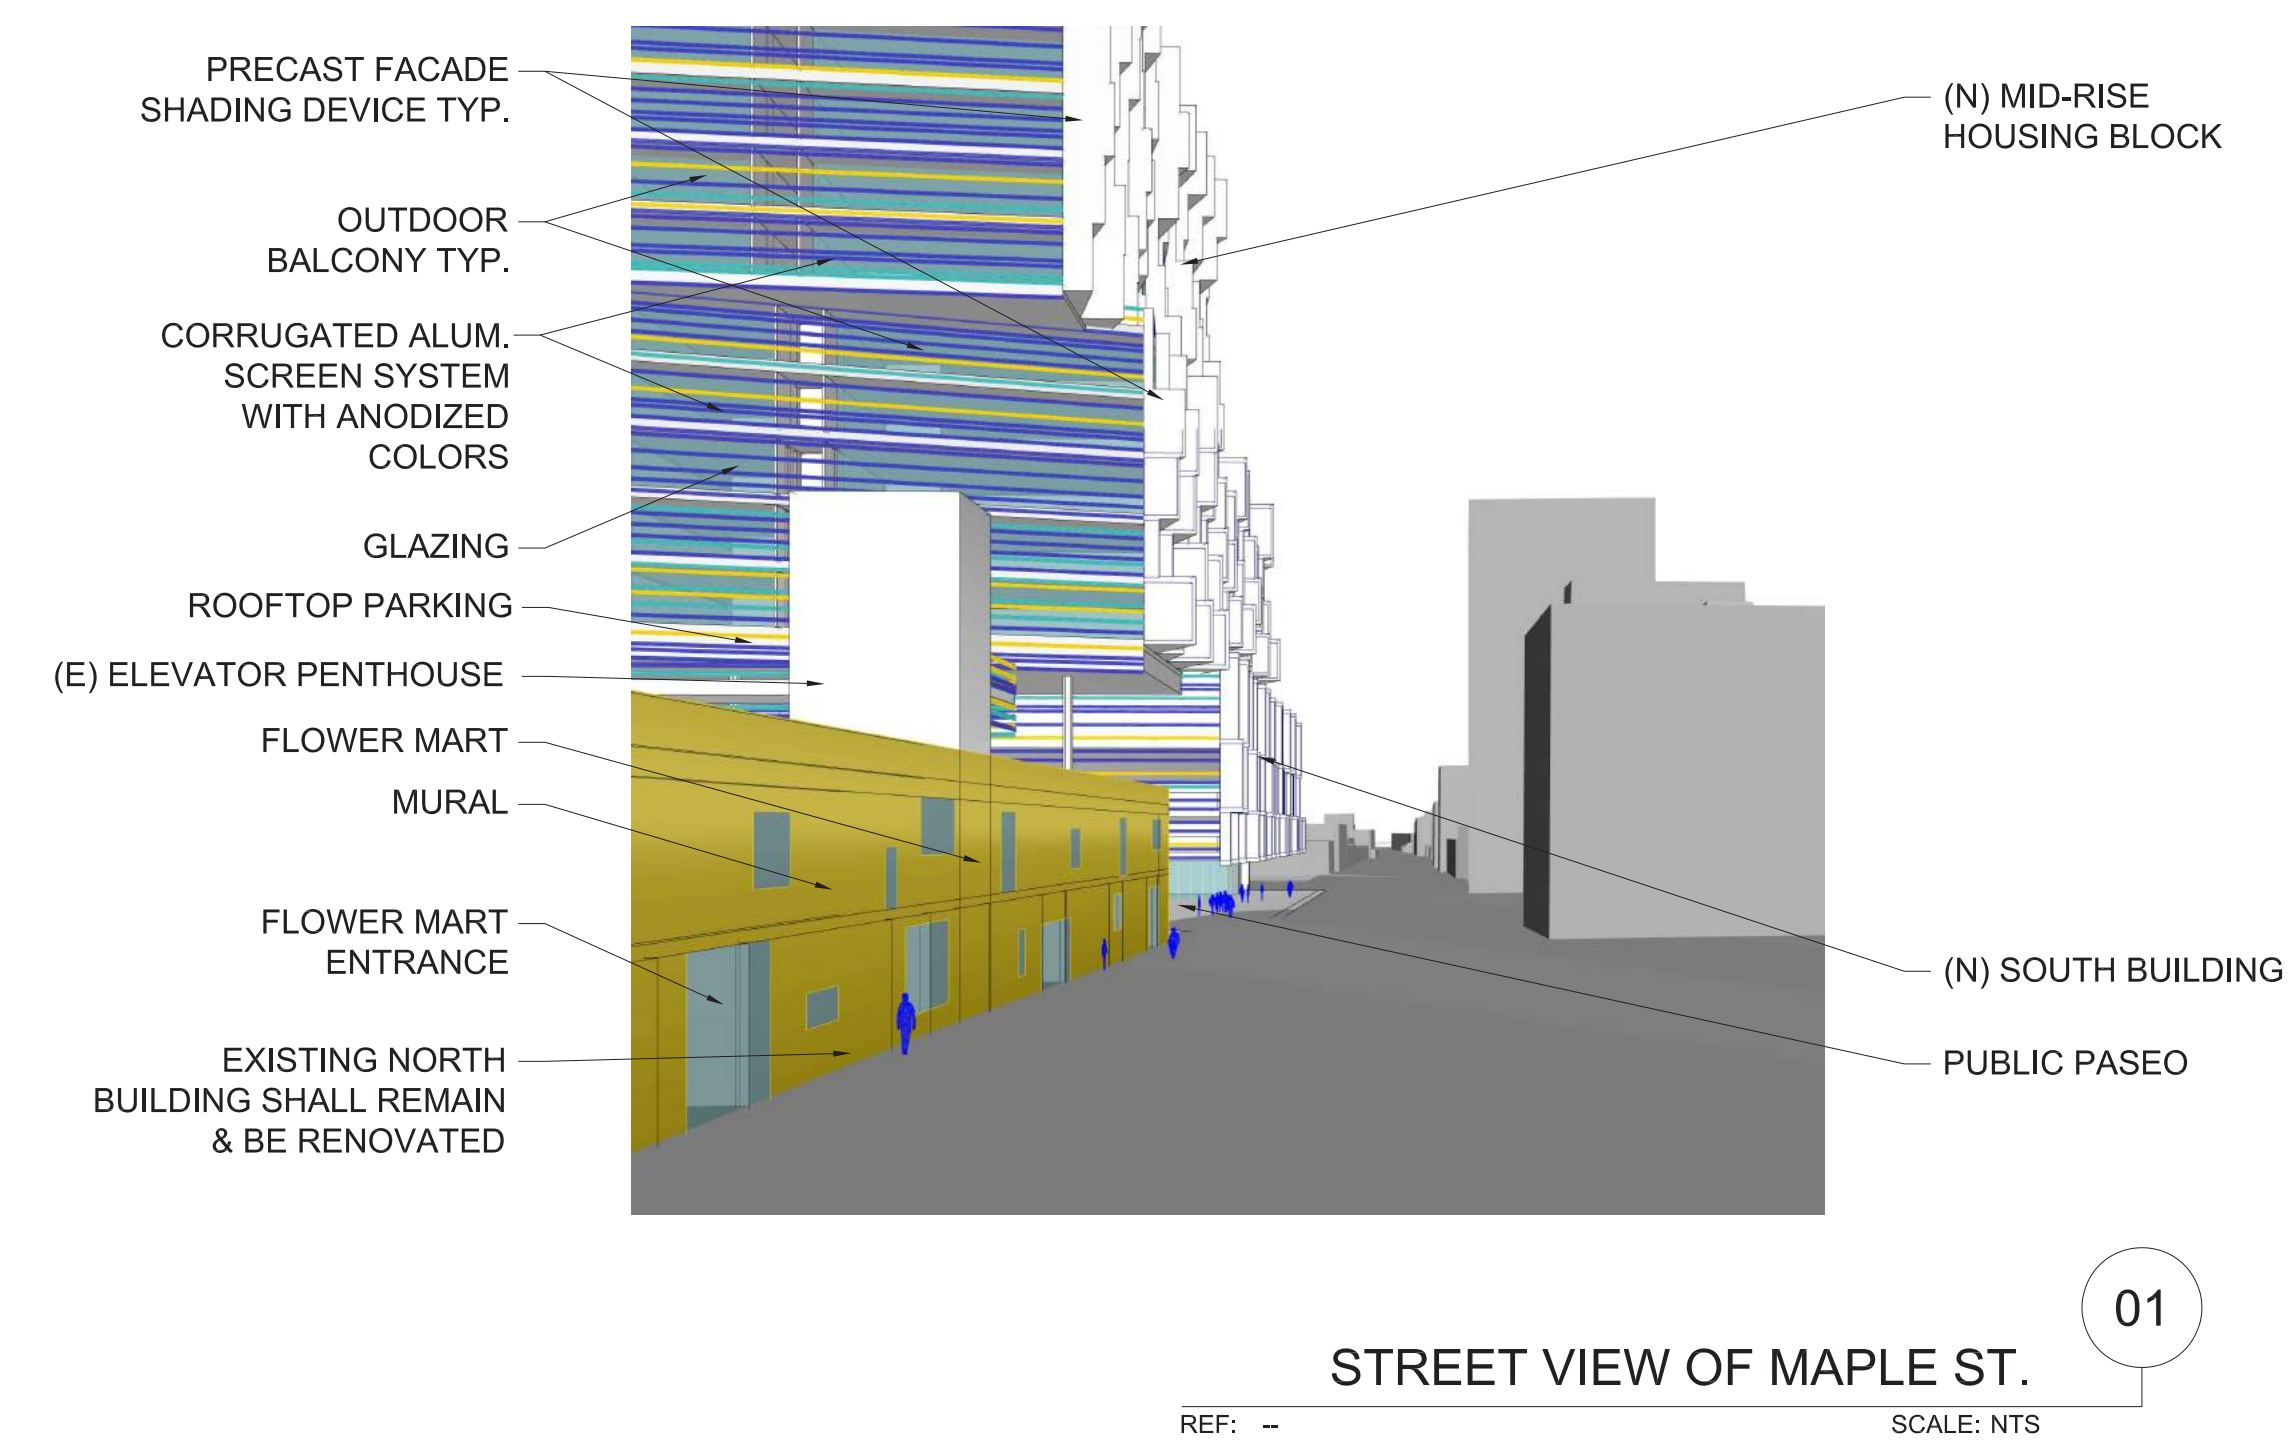 PRECAST FACADE
SHADING DEVICE TYP.
OUTDOOR
BALCONY TYP.
CORRUGATED ALUM.
SCREEN SYSTEM
WITH ANODIZED
COLORS
GLAZING
ROOFTOP PARKING
(E) ELEVATOR PENTHOUSE
FLOWER MART
MURAL
FLOWER MART
ENTRANCE
EXISTING NORTH
BUILDING SHALL REMAIN
& BE RENOVATED
(N) MID-RISE
HOUSING BLOCK
(N) SOUTH BUILDING
PUBLIC PASEO
01
STREET VIEW OF MAPLE ST.
REF: --
SCALE: NTS